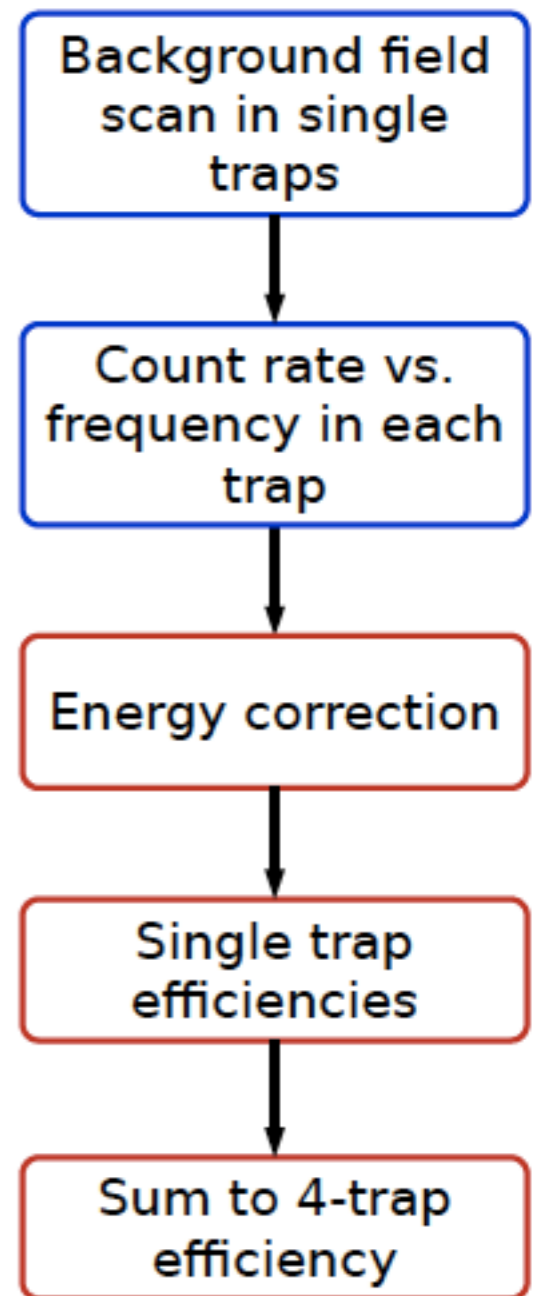 Background field
scan in single
traps
Count rate vs.
frequency in each
trap
Energy correction
Single trap
efficiencies
Sum to 4-trap
efficiency